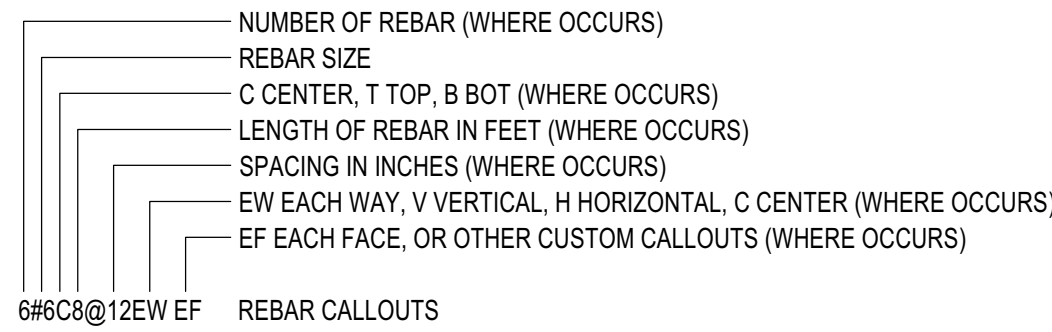 NUMBER OF REBAR (WHERE OCCURS)
REBAR SIZE
C CENTER, T TOP, B BOT (WHERE OCCURS)
LENGTH OF REBAR IN FEET (WHERE OCCURS)
SPACING IN INCHES (WHERE OCCURS)
EW EACH WAY, V VERTICAL, H HORIZONTAL, C CENTER (WHERE OCCURS)
EF EACH FACE, OR OTHER CUSTOM CALLOUTS (WHERE OCCURS)
6#6C8@12EW EF REBAR CALLOUTS